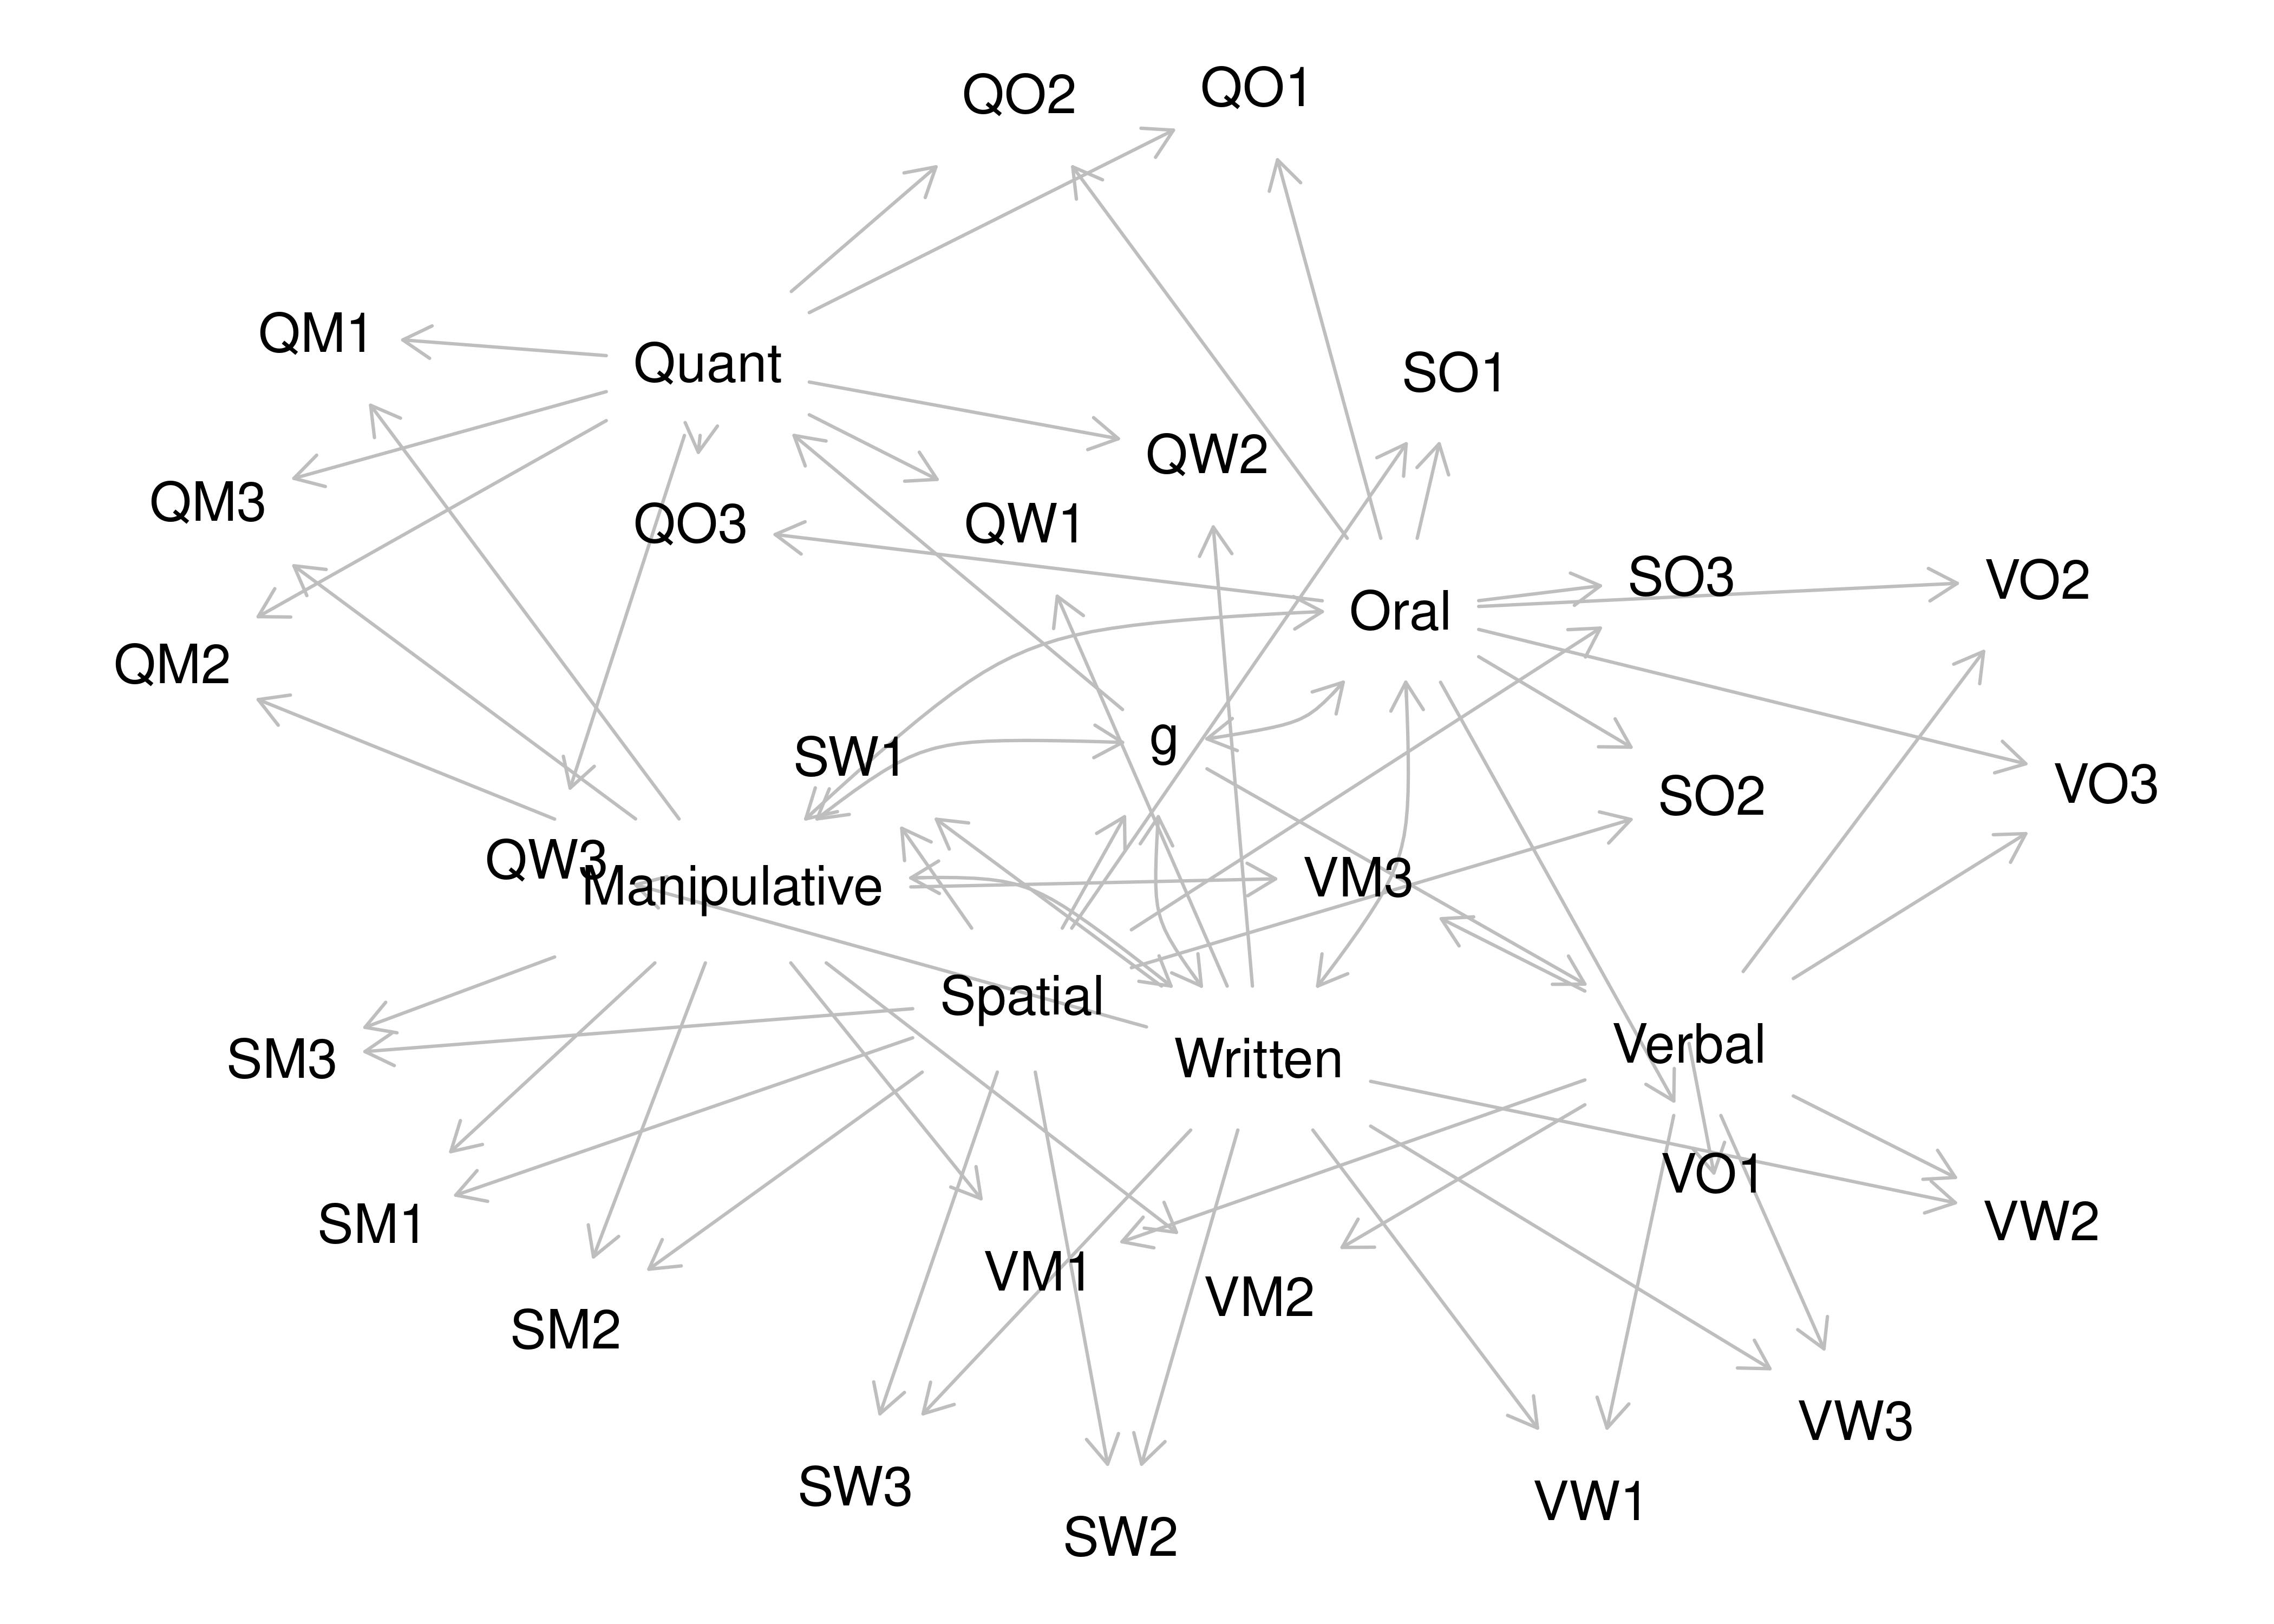 QO2
QO1
QM1
Quant
SO1
QW2
QM3
QO3
QW1
SO3
VO2
Oral
QM2
g
SW1
SO2
VO3
QW3
Manipulative
VM3
Spatial
Verbal
SM3
Written
VO1
SM1
VW2
VM1
VM2
SM2
VW3
SW3
VW1
SW2